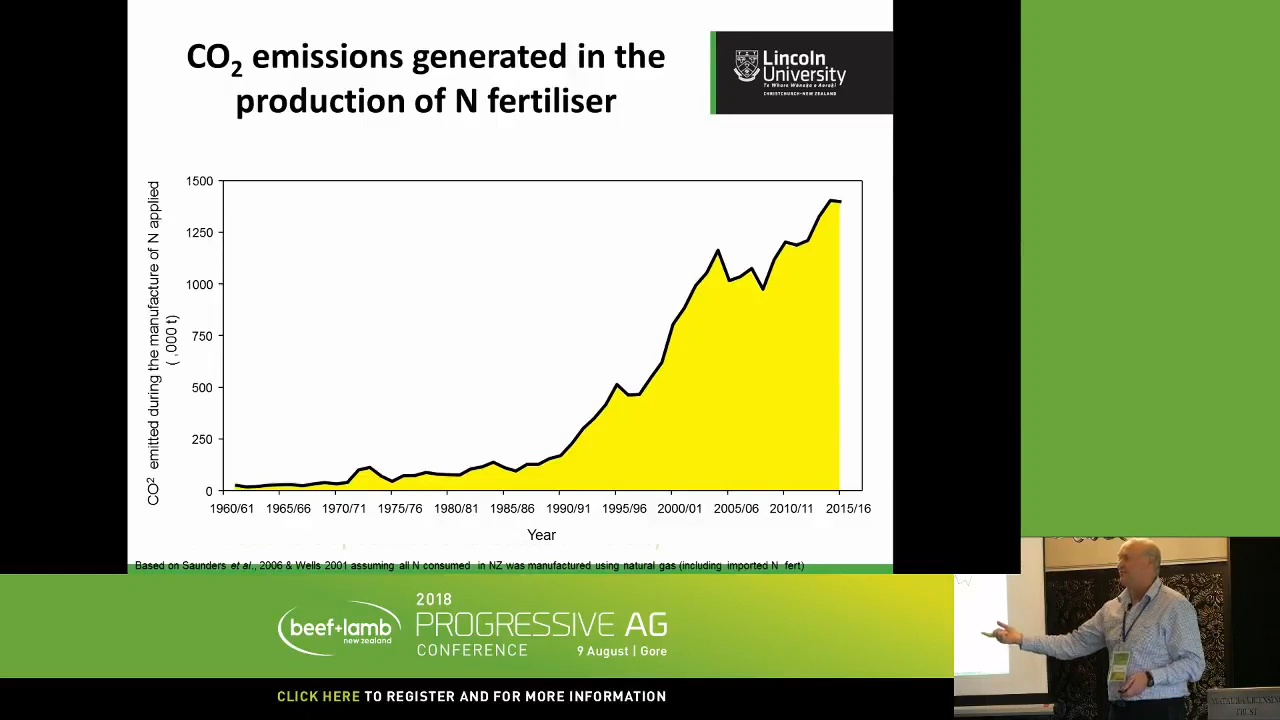 CO2 emissions generated in the
production of N fertiliser
Lincoln
University
Te Whare Wānaka o Aoraki
CHRISTCHURCH•NEW ZEALAND
CO2 emitted during the manufacture of N applied
( ,000 t)
1500
1250
1000
750
500
250
0
1960/61 1965/66 1970/71 1975/76 1980/81 1985/86 1990/91 1995/96 2000/01 2005/06 2010/11 2015/16
Year
Based on Saunders et al., 2006 & Wells 2001 assuming all N consumed in NZ was manufactured using natural gas (including imported N fert)
beef+lamb
new zealand
2018
PROGRESSIVE AG
CONFERENCE 9 August | Gore
CLICK HERE TO REGISTER AND FOR MORE INFORMATION
TRUST